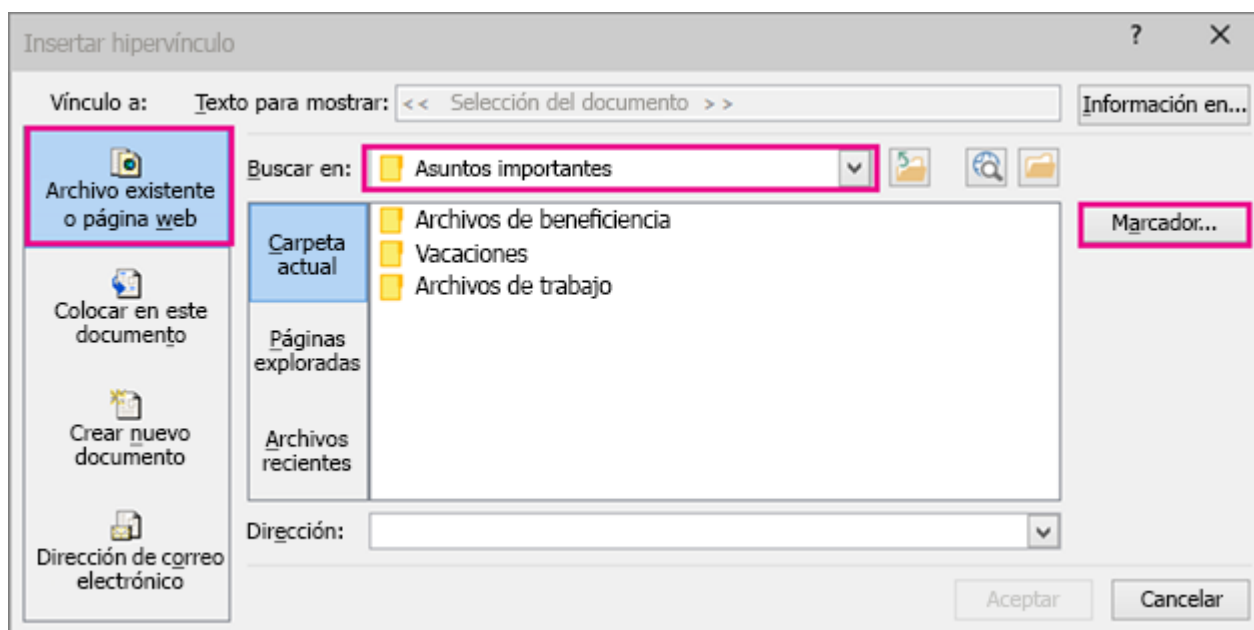 Insertar hipervínculo
?
Vínculo a:
Texto para mostrar:
<< Selección del documento >>
Información en...
Archivo existente
o página web
Colocar en este
documento
Crear nuevo
documento
Dirección de correo
electrónico
Buscar en:
Asuntos importantes
Carpeta
actual
Páginas
exploradas
Archivos
recientes
Archivos de beneficiencia
Vacaciones
Archivos de trabajo
Marcador...
Dirección:
Aceptar
Cancelar